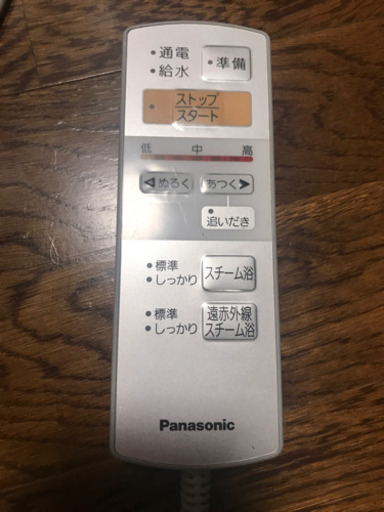 通電
給水
準備
ストップ
スタート
低 中 高
ぬるく あつく
追いだき
標準
しっかり
スチーム浴
標準
しっかり
遠赤外線
スチーム浴
Panasonic